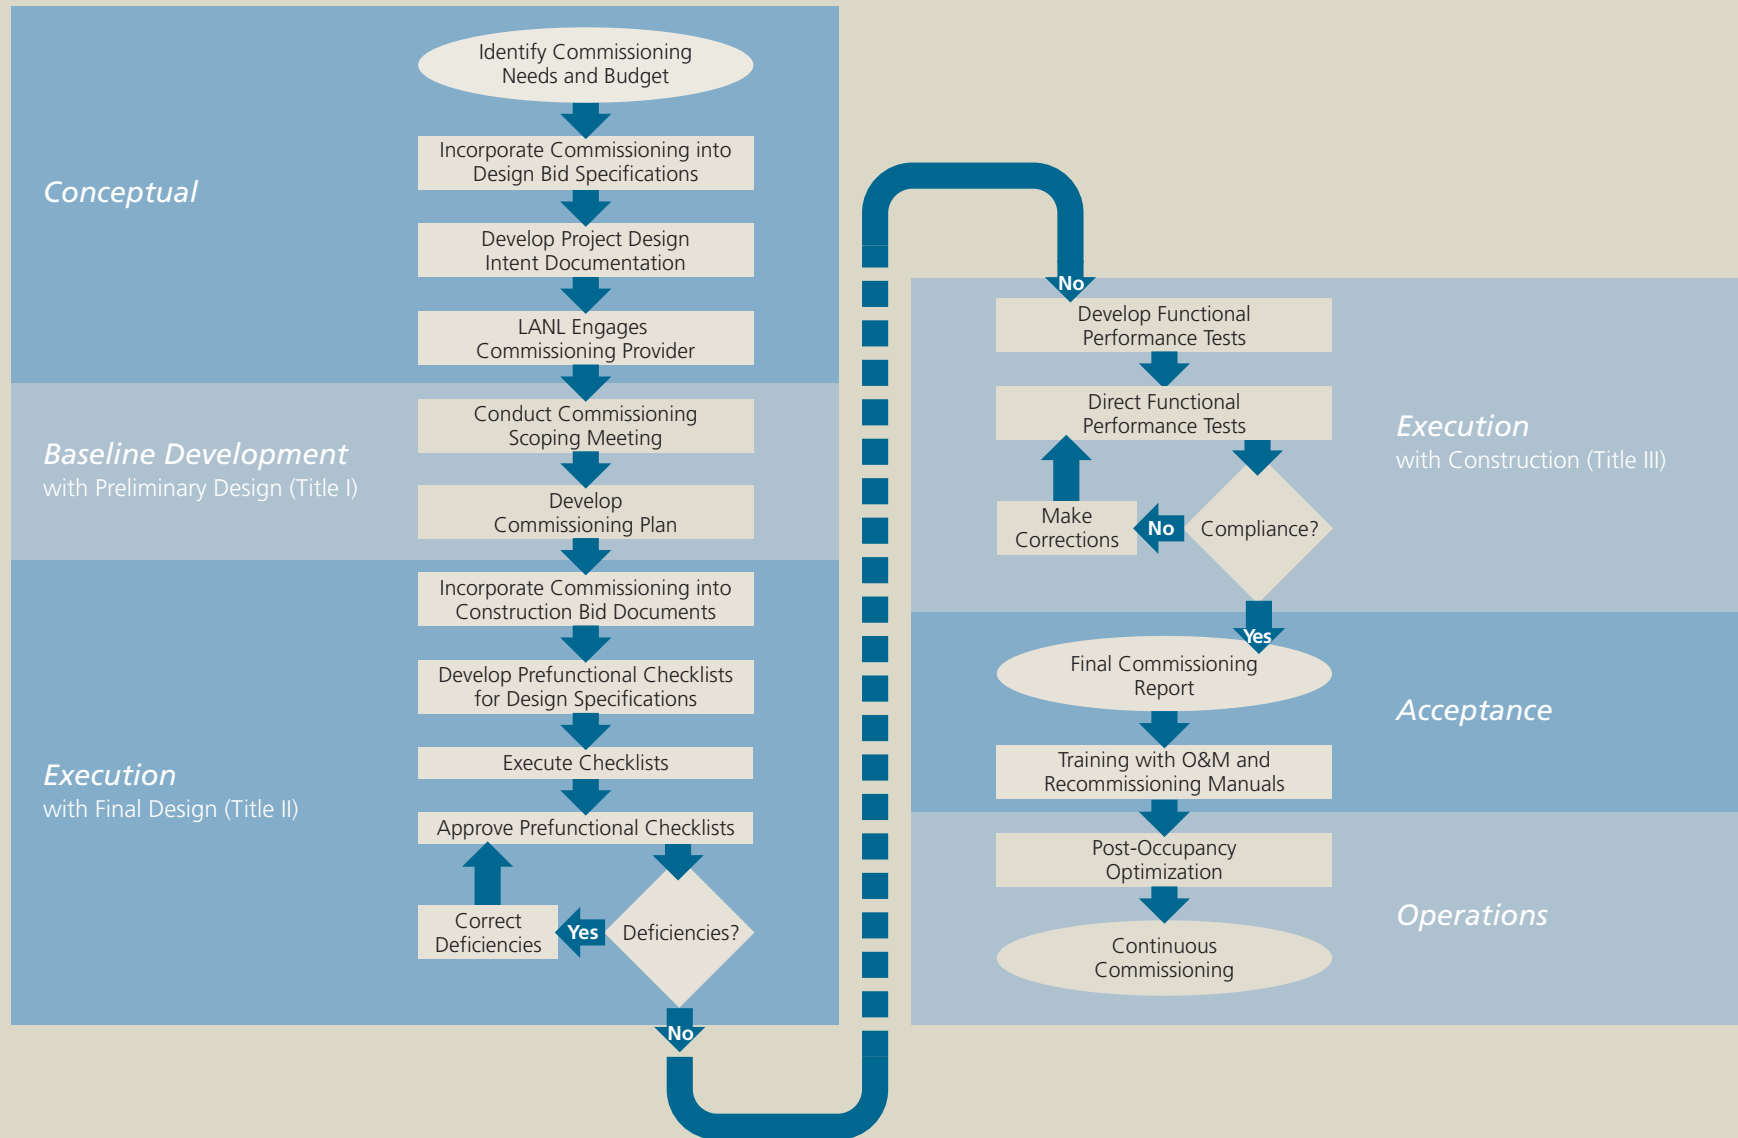 Conceptual
Identify Commissioning
Needs and Budget
Incorporate Commissioning into
Design Bid Specifications
Develop Project Design
Intent Documentation
LANL Engages
Commissioning Provider
Baseline Development
with Preliminary Design (Title I)
Conduct Commissioning
Scoping Meeting
Develop
Commissioning Plan
Execution
with Final Design (Title II)
Incorporate Commissioning into
Construction Bid Documents
Develop Prefunctional Checklists
for Design Specifications
Execute Checklists
Approve Prefunctional Checklists
Deficiencies?
Yes
Correct
Deficiencies
No
No
Develop Functional
Performance Tests
Direct Functional
Performance Tests
Execution
with Construction (Title III)
Compliance?
No
Make
Corrections
Yes
Final Commissioning
Report
Acceptance
Training with O&M and
Recommissioning Manuals
Post-Occupancy
Optimization
Operations
Continuous
Commissioning